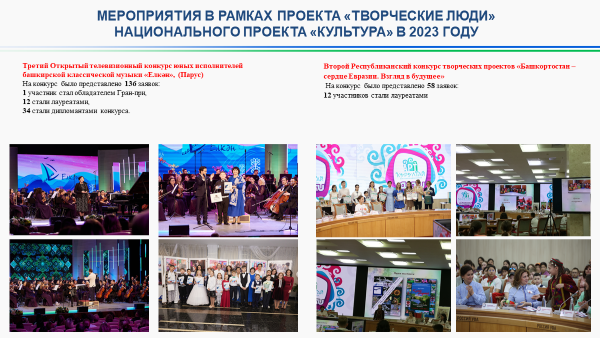 МЕРОПРИЯТИЯ В РАМКАХ ПРОЕКТА «ТВОРЧЕСКИЕ ЛЮДИ»
НАЦИОНАЛЬНОГО ПРОЕКТА «КУЛЬТУРА» В 2023 ГОДУ
Третий Открытый телевизионный конкурс юных исполнителей
башкирской классической музыки «Елкән», (Парус)
На конкурс было представлено 136 заявок:
1 участник стал обладателем Гран-при,
12 стали лауреатами,
34 стали дипломантами конкурса.
Второй Республиканский конкурс творческих проектов «Башкортостан –
сердце Евразии. Взгляд в будущее»
На конкурс было представлено 58 заявок:
12 участников стали лауреатами
Елкән